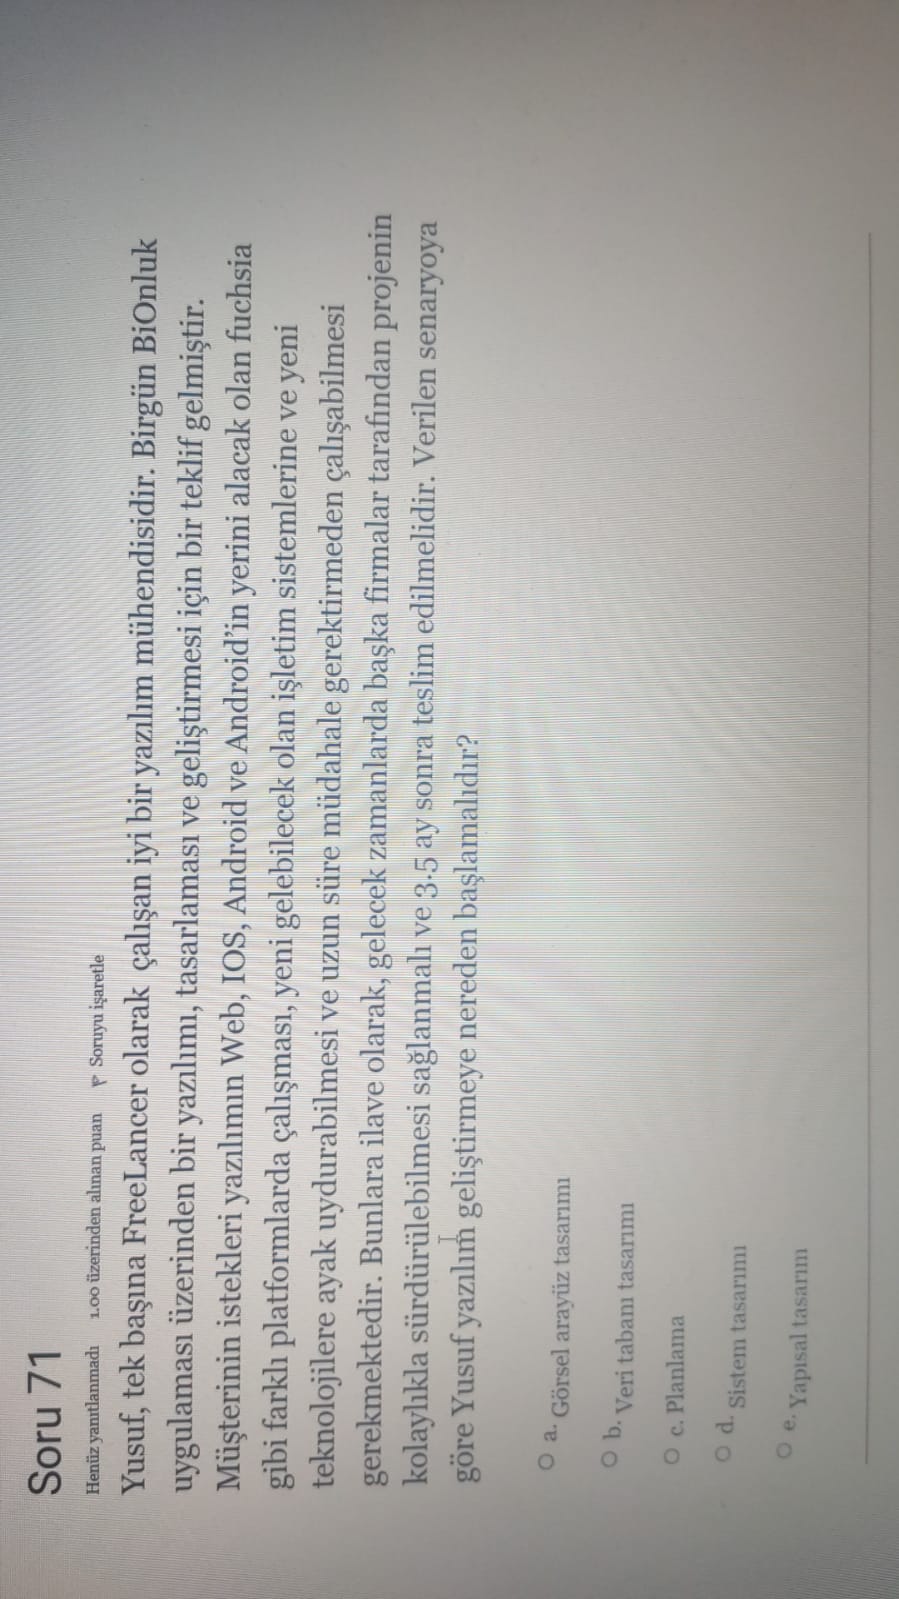 Soru 71
Henüz yanıtlanmadı 1.00 üzerinden alınan puan Soruyu işaretle
Yusuf, tek başına FreeLancer olarak çalışan iyi bir yazılım mühendisidir. Birgün BiOnluk
uygulaması üzerinden bir yazılımı, tasarlaması ve geliştirmesi için bir teklif gelmiştir.
Müşterinin istekleri yazılımın Web, IOS, Android ve Android'in yerini alacak olan fuchsia
gibi farklı platformlarda çalışması, yeni gelebilecek olan işletim sistemlerine ve yeni
teknolojilere ayak uydurabilmesi ve uzun süre müdahale gerektirmeden çalışabilmesi
gerekmektedir. Bunlara ilave olarak, gelecek zamanlarda başka firmalar tarafından projenin
kolaylıkla sürdürülebilmesi sağlanmalı ve 3.5 ay sonra teslim edilmelidir. Verilen senaryoya
göre Yusuf yazılım geliştirmeye nereden başlamalıdır?
a. Görsel arayüz tasarımı
b. Veri tabanı tasarımı
c. Planlama
d. Sistem tasarımı
e. Yapısal tasarım